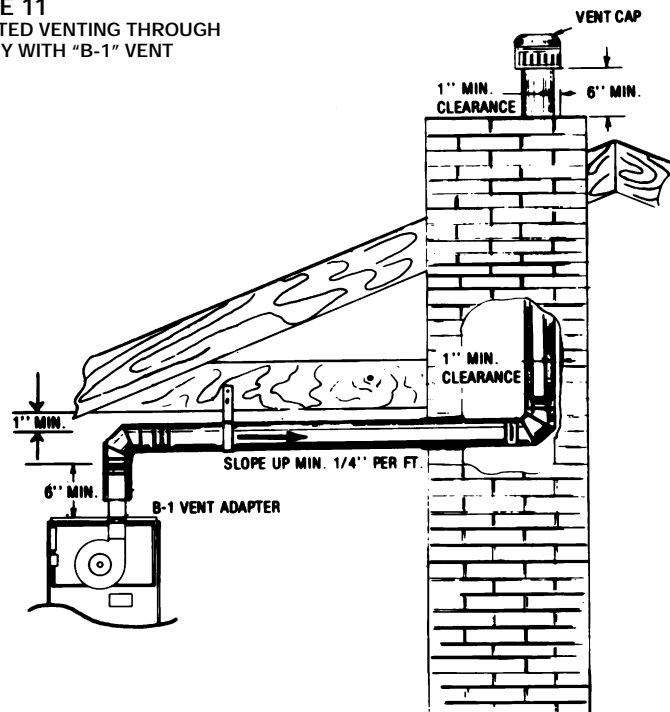 E 11
TED VENTING THROUGH
Y WITH “B-1” VENT
VENT CAP
1'' MIN.
CLEARANCE
6'' MIN.
1'' MIN.
CLEARANCE
1'' MIN.
SLOPE UP MIN. 1/4'' PER FT.
6'' MIN.
B-1 VENT ADAPTER